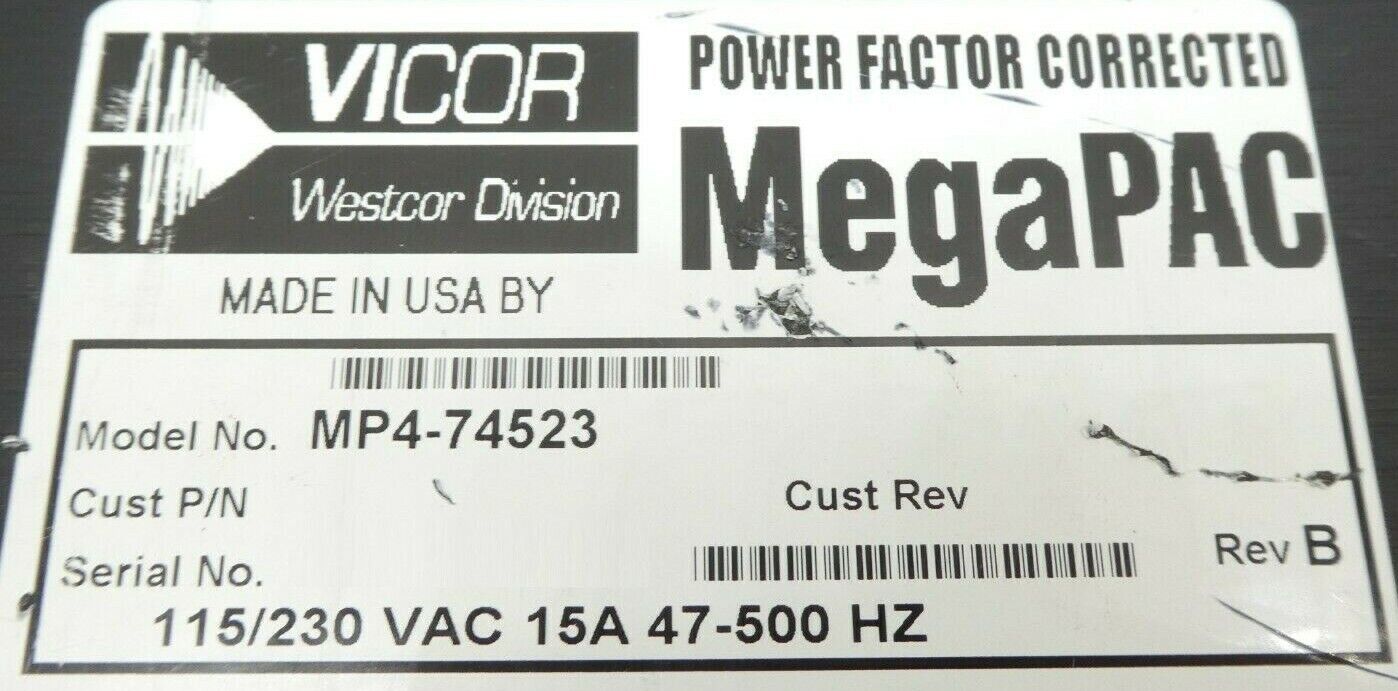 VICOR
Westcor Division
MADE IN USA BY
POWER FACTOR CORRECTED
MegaPAC
Model No. MP4-74523
Cust P/N
Cust Rev
Serial No.
Rev B
115/230 VAC 15A 47-500 HZ